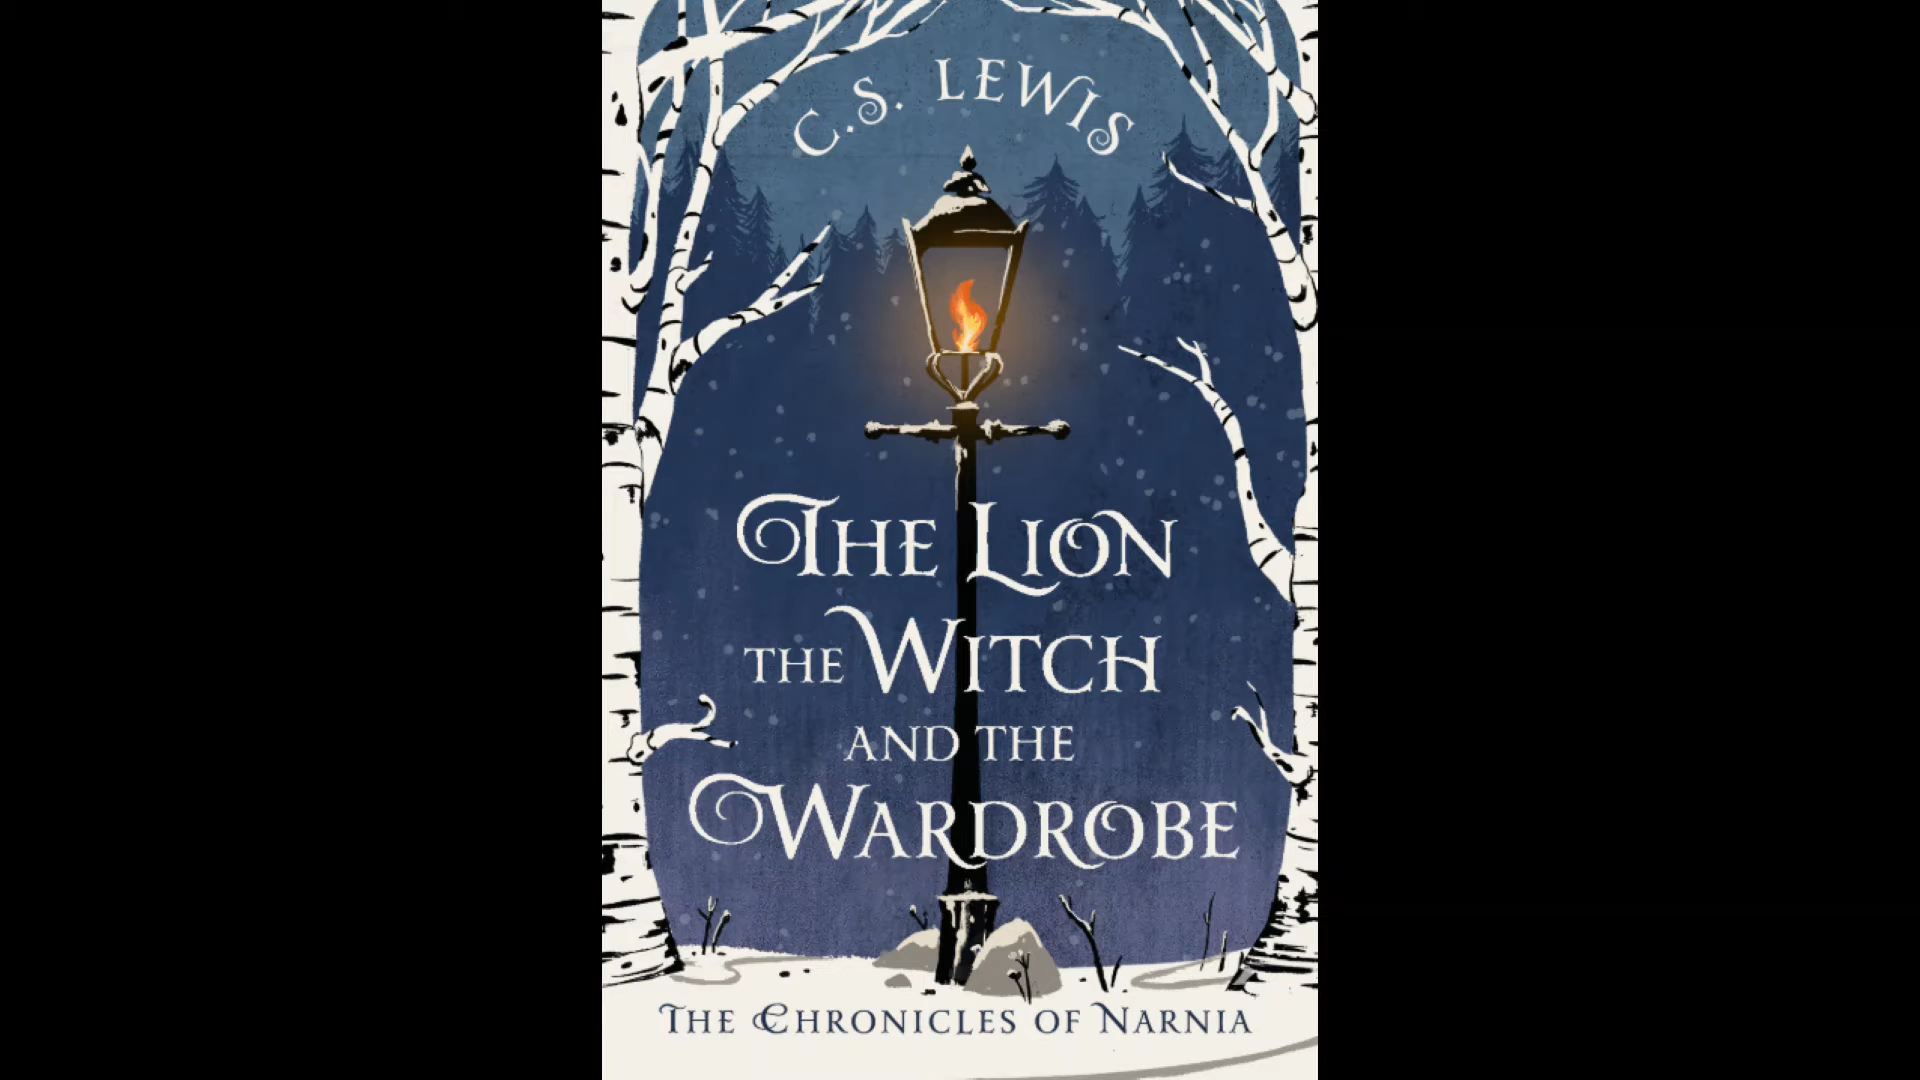 C.S. LEWIS
THE LION
THE WITCH
AND THE
WARDROBE
THE CHRONICLES OF NARNIA